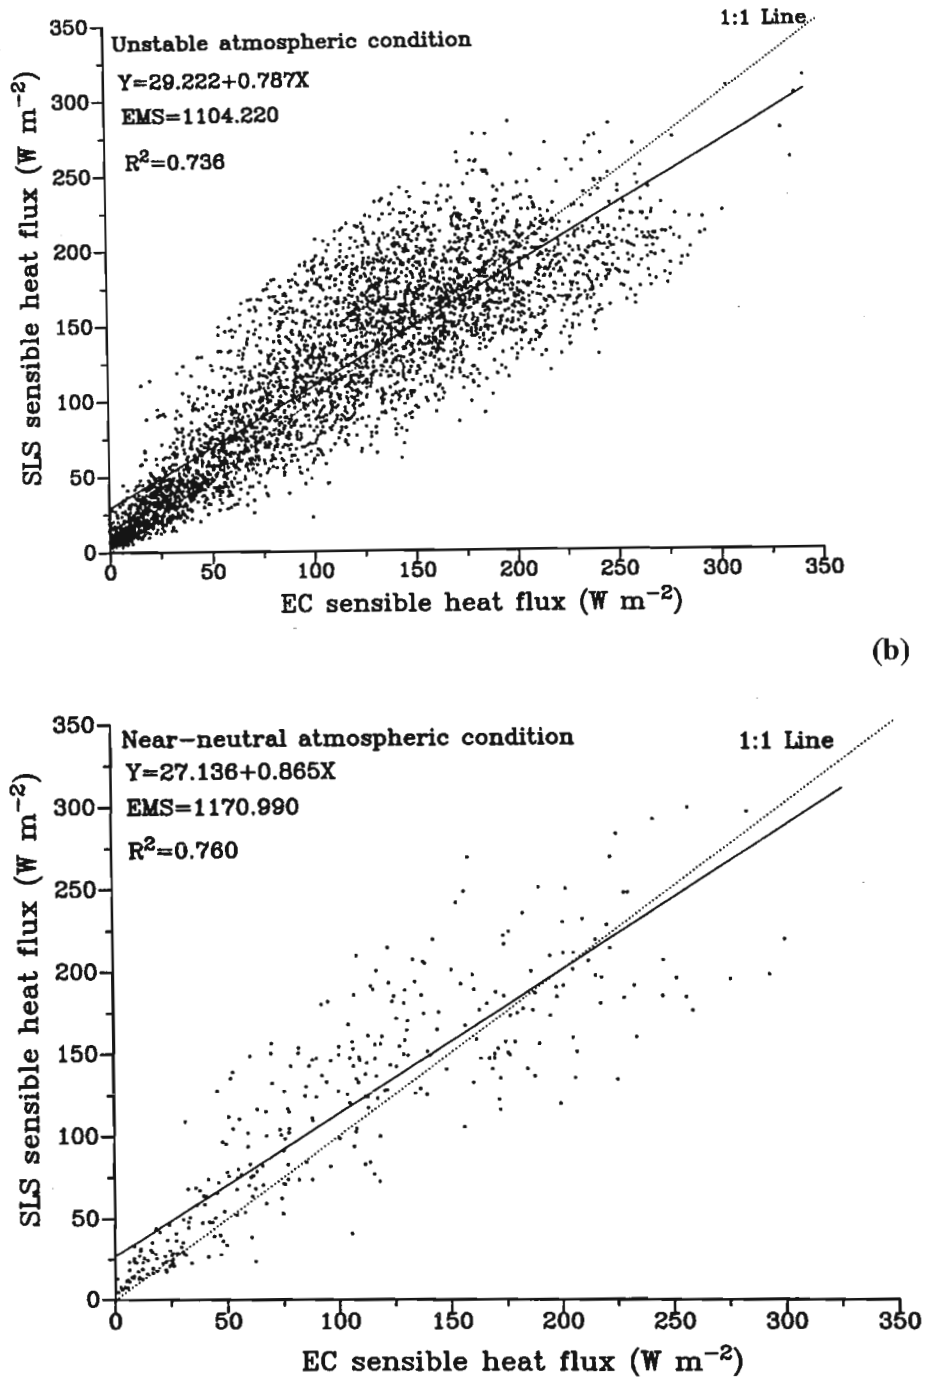 1:1 Line
Unstable atmospheric condition
Y=29.222+0.787X
EMS=1104.220
R²=0.736
350
300
250
200
150
100
50
0
SLS sensible heat flux (W m⁻²)
0 50 100 150 200 250 300 350
EC sensible heat flux (W m⁻²)
(b)
Near-neutral atmospheric condition
1:1 Line
Y=27.136+0.865X
EMS=1170.990
R²=0.760
350
300
250
200
150
100
50
0
SLS sensible heat flux (W m⁻²)
0 50 100 150 200 250 300 350
EC sensible heat flux (W m⁻²)